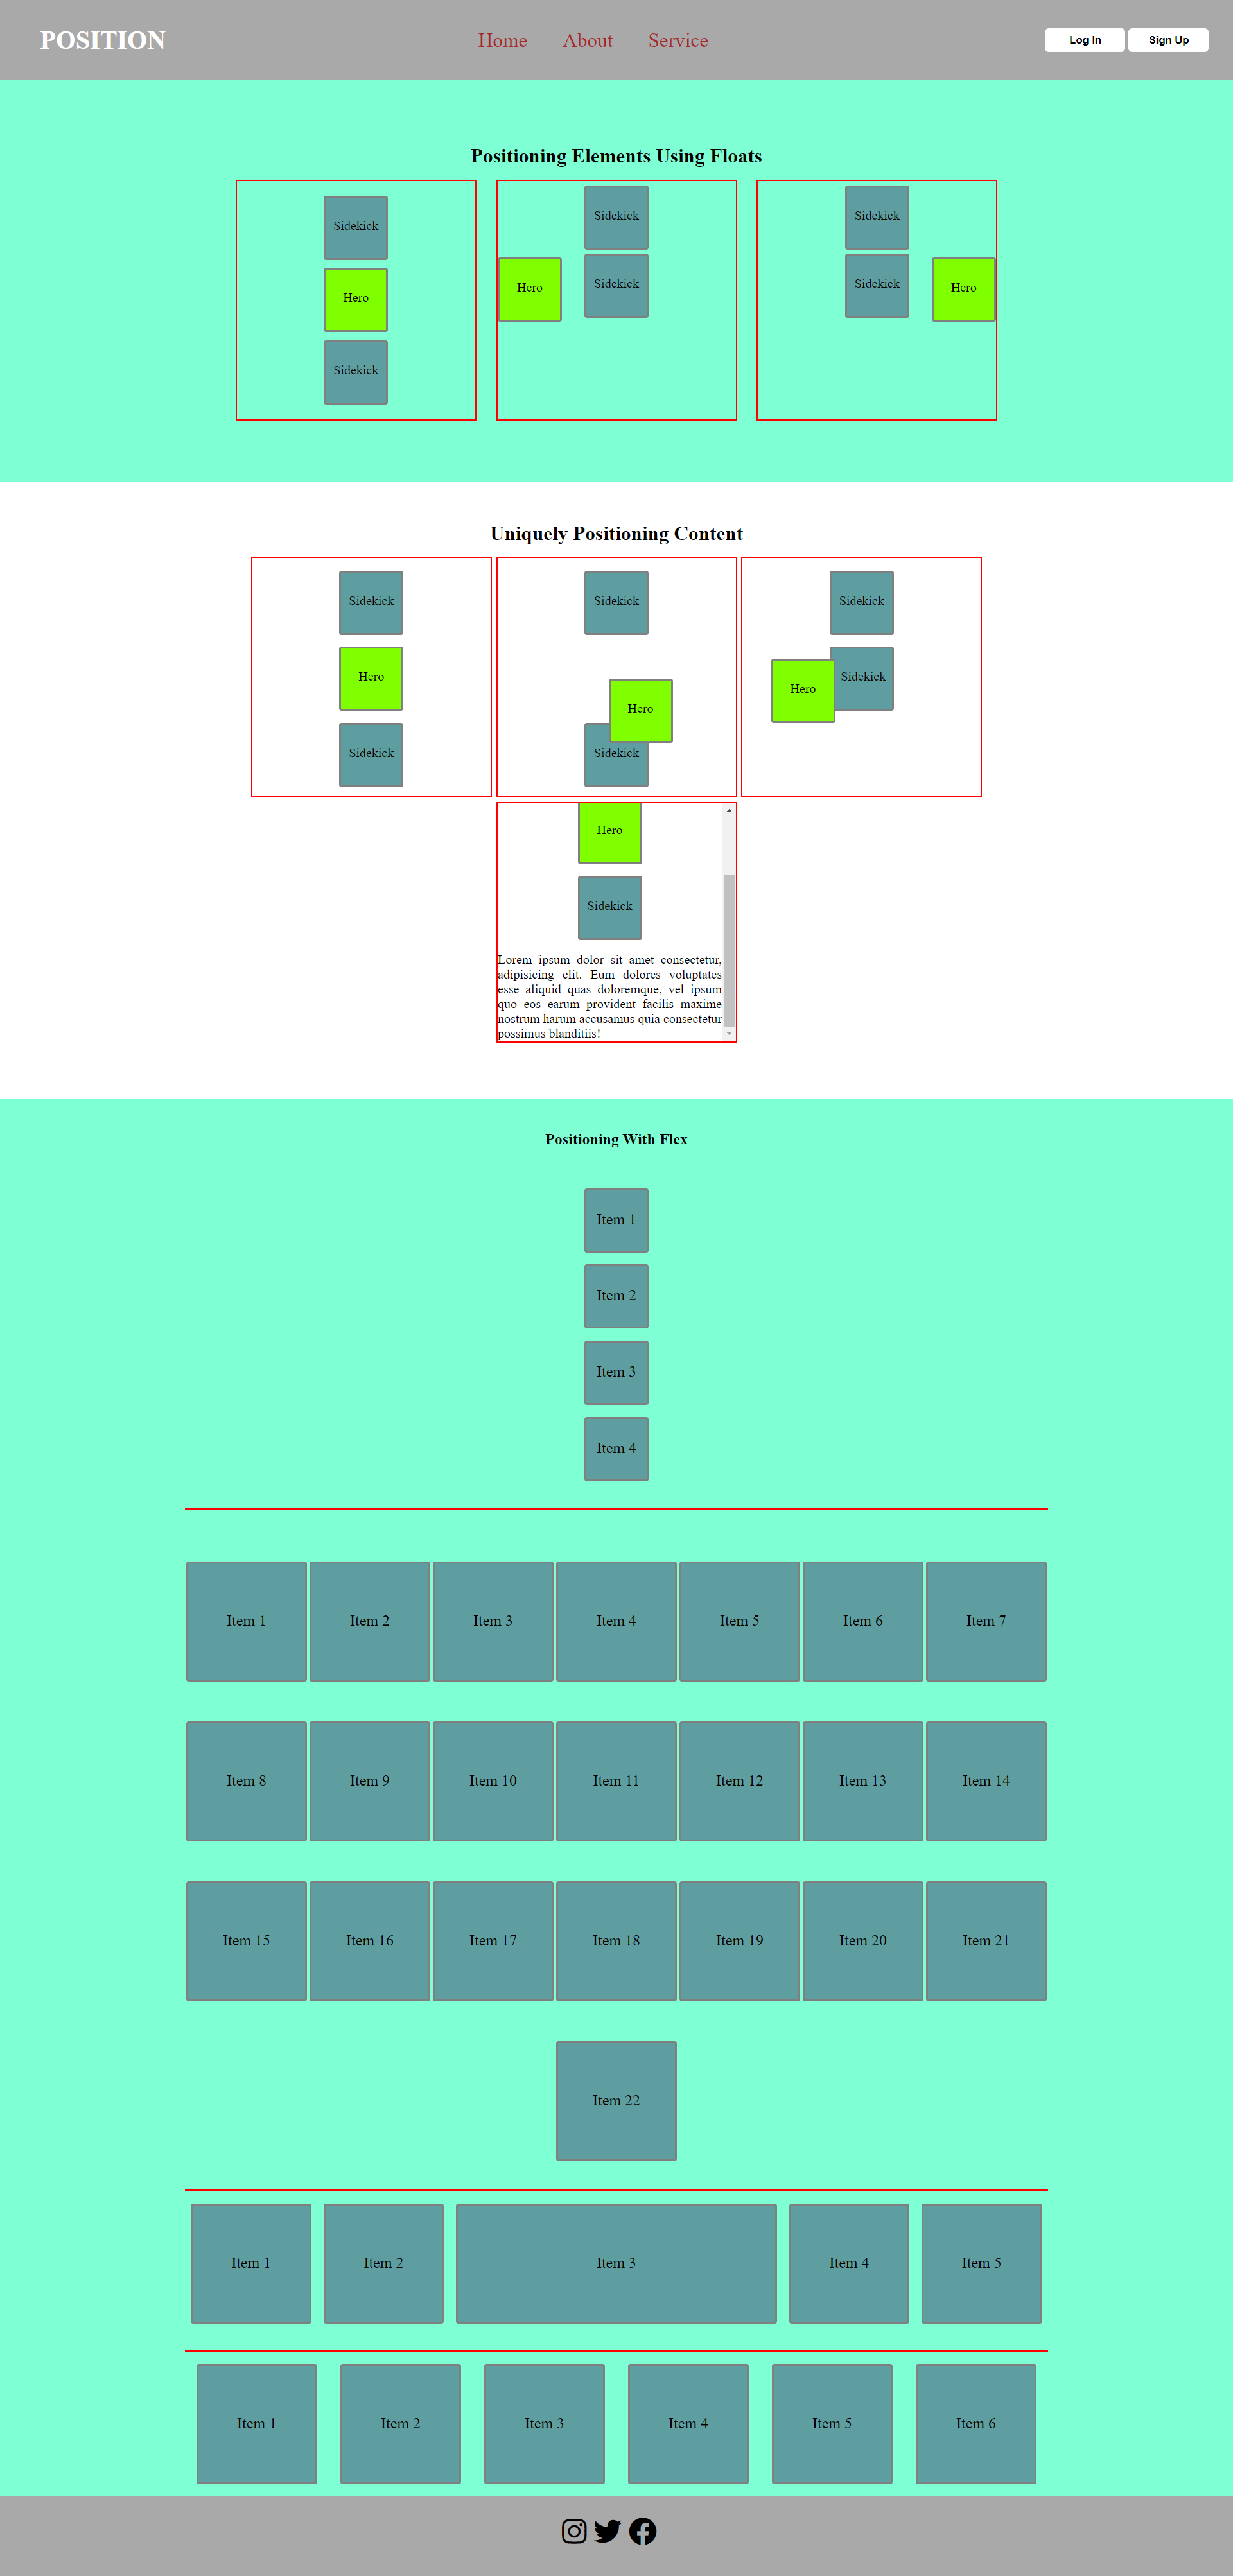 POSITION
Home About Service
Log In Sign Up
Positioning Elements Using Floats
Sidekick
Hero
Sidekick
Sidekick
Hero
Sidekick
Sidekick
Sidekick
Hero
Uniquely Positioning Content
Sidekick
Hero
Sidekick
Sidekick
Hero
Sidekick
Sidekick
Hero
Sidekick
Hero
Sidekick
Lorem ipsum dolor sit amet consectetur,
adipisicing elit. Eum dolores voluptates
esse aliquid quas doloremque, vel ipsum
quo eos earum provident facilis maxime
nostrum harum accusamus quia consectetur
possimus blanditiis!
Positioning With Flex
Item 1
Item 2
Item 3
Item 4
Item 1 Item 2 Item 3 Item 4 Item 5 Item 6 Item 7
Item 8 Item 9 Item 10 Item 11 Item 12 Item 13 Item 14
Item 15 Item 16 Item 17 Item 18 Item 19 Item 20 Item 21
Item 22
Item 1 Item 2 Item 3 Item 4 Item 5
Item 1 Item 2 Item 3 Item 4 Item 5 Item 6